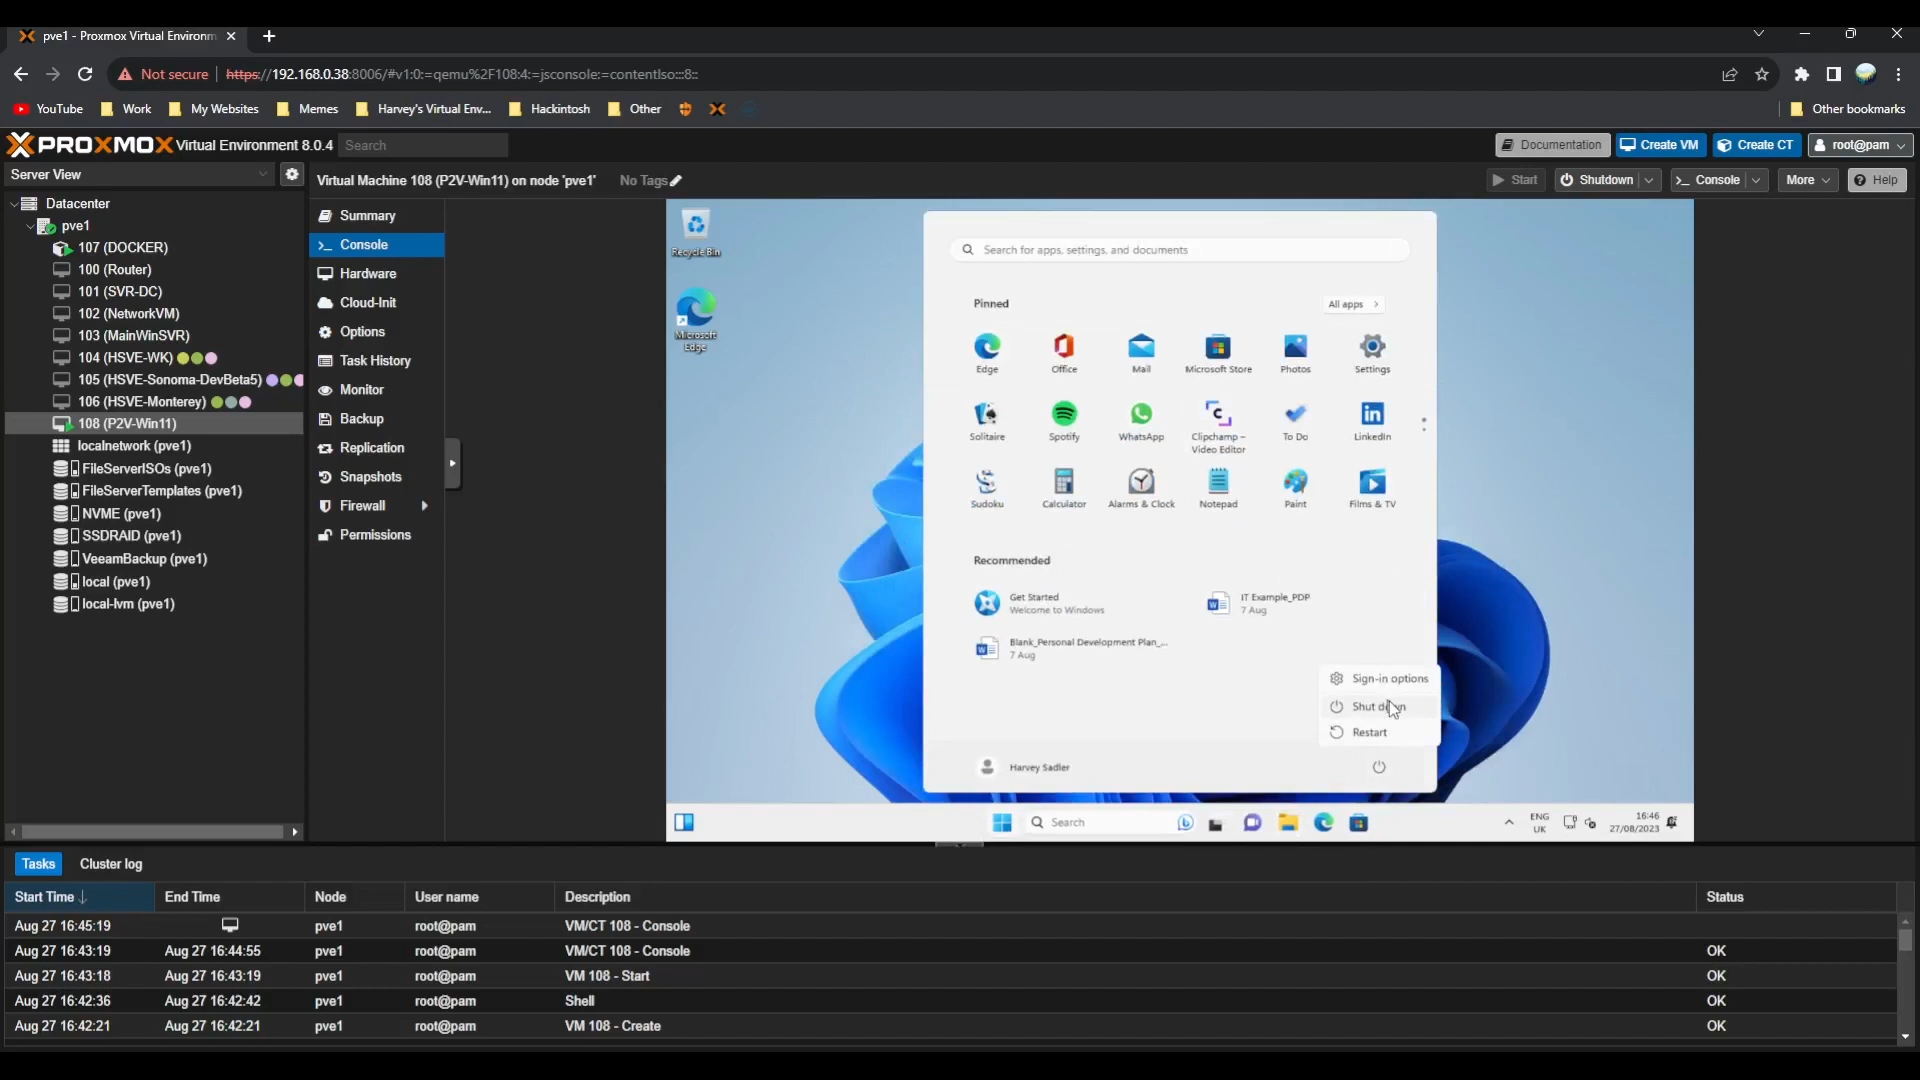 pve1 - Proxmox Virtual Environm
Not secure https://192.168.0.38:8006/#v1:0:=qemu%2F108:4:=jsconsole:=contentIso:::8::
YouTube Work My Websites Memes Harvey's Virtual Env... Hackintosh Other Other bookmarks
PROXMOX Virtual Environment 8.0.4 Search Documentation Create VM Create CT root@pam
Server View
Virtual Machine 108 (P2V-Win11) on node 'pve1' No Tags Start Shutdown Console More Help
Datacenter
pve1
107 (DOCKER)
100 (Router)
101 (SVR-DC)
102 (NetworkVM)
103 (MainWinSVR)
104 (HSVE-WK)
105 (HSVE-Sonoma-DevBeta5)
106 (HSVE-Monterey)
108 (P2V-Win11)
localnetwork (pve1)
FileServerISOs (pve1)
FileServerTemplates (pve1)
NVME (pve1)
SSDRAID (pve1)
VeeamBackup (pve1)
local (pve1)
local-lvm (pve1)
Summary
Console
Hardware
Cloud-Init
Options
Task History
Monitor
Backup
Replication
Snapshots
Firewall
Permissions
Recycle Bin
Microsoft
Edge
Search for apps, settings, and documents
Pinned All apps
Edge Office Mail Microsoft Store Photos Settings
Solitaire Spotify WhatsApp Clipchamp – Video Editor To Do LinkedIn
Sudoku Calculator Alarms & Clock Notepad Paint Films & TV
Recommended
Get Started
Welcome to Windows
IT Example_PDP
7 Aug
Blank_Personal Development Plan_...
7 Aug
Sign-in options
Shut down
Restart
Harvey Sadler
Search
ENG
UK
16:46
27/08/2023
Tasks Cluster log
Start Time End Time Node User name Description Status
Aug 27 16:45:19 pve1 root@pam VM/CT 108 - Console
Aug 27 16:43:19 Aug 27 16:44:55 pve1 root@pam VM/CT 108 - Console OK
Aug 27 16:43:18 Aug 27 16:43:19 pve1 root@pam VM 108 - Start OK
Aug 27 16:42:36 Aug 27 16:42:42 pve1 root@pam Shell OK
Aug 27 16:42:21 Aug 27 16:42:21 pve1 root@pam VM 108 - Create OK